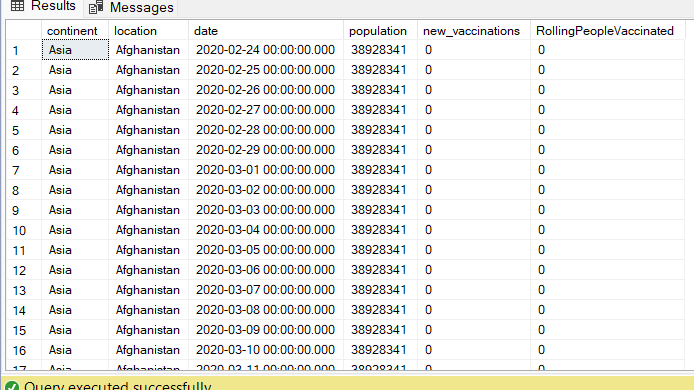 Results Messages
continent location date population new_vaccinations RollingPeopleVaccinated
1 Asia Afghanistan 2020-02-24 00:00:00.000 38928341 0 0
2 Asia Afghanistan 2020-02-25 00:00:00.000 38928341 0 0
3 Asia Afghanistan 2020-02-26 00:00:00.000 38928341 0 0
4 Asia Afghanistan 2020-02-27 00:00:00.000 38928341 0 0
5 Asia Afghanistan 2020-02-28 00:00:00.000 38928341 0 0
6 Asia Afghanistan 2020-02-29 00:00:00.000 38928341 0 0
7 Asia Afghanistan 2020-03-01 00:00:00.000 38928341 0 0
8 Asia Afghanistan 2020-03-02 00:00:00.000 38928341 0 0
9 Asia Afghanistan 2020-03-03 00:00:00.000 38928341 0 0
10 Asia Afghanistan 2020-03-04 00:00:00.000 38928341 0 0
11 Asia Afghanistan 2020-03-05 00:00:00.000 38928341 0 0
12 Asia Afghanistan 2020-03-06 00:00:00.000 38928341 0 0
13 Asia Afghanistan 2020-03-07 00:00:00.000 38928341 0 0
14 Asia Afghanistan 2020-03-08 00:00:00.000 38928341 0 0
15 Asia Afghanistan 2020-03-09 00:00:00.000 38928341 0 0
16 Asia Afghanistan 2020-03-10 00:00:00.000 38928341 0 0
17 Asia Afghanistan 2020-03-11 00:00:00.000 38928341 0 0
Query executed successfully